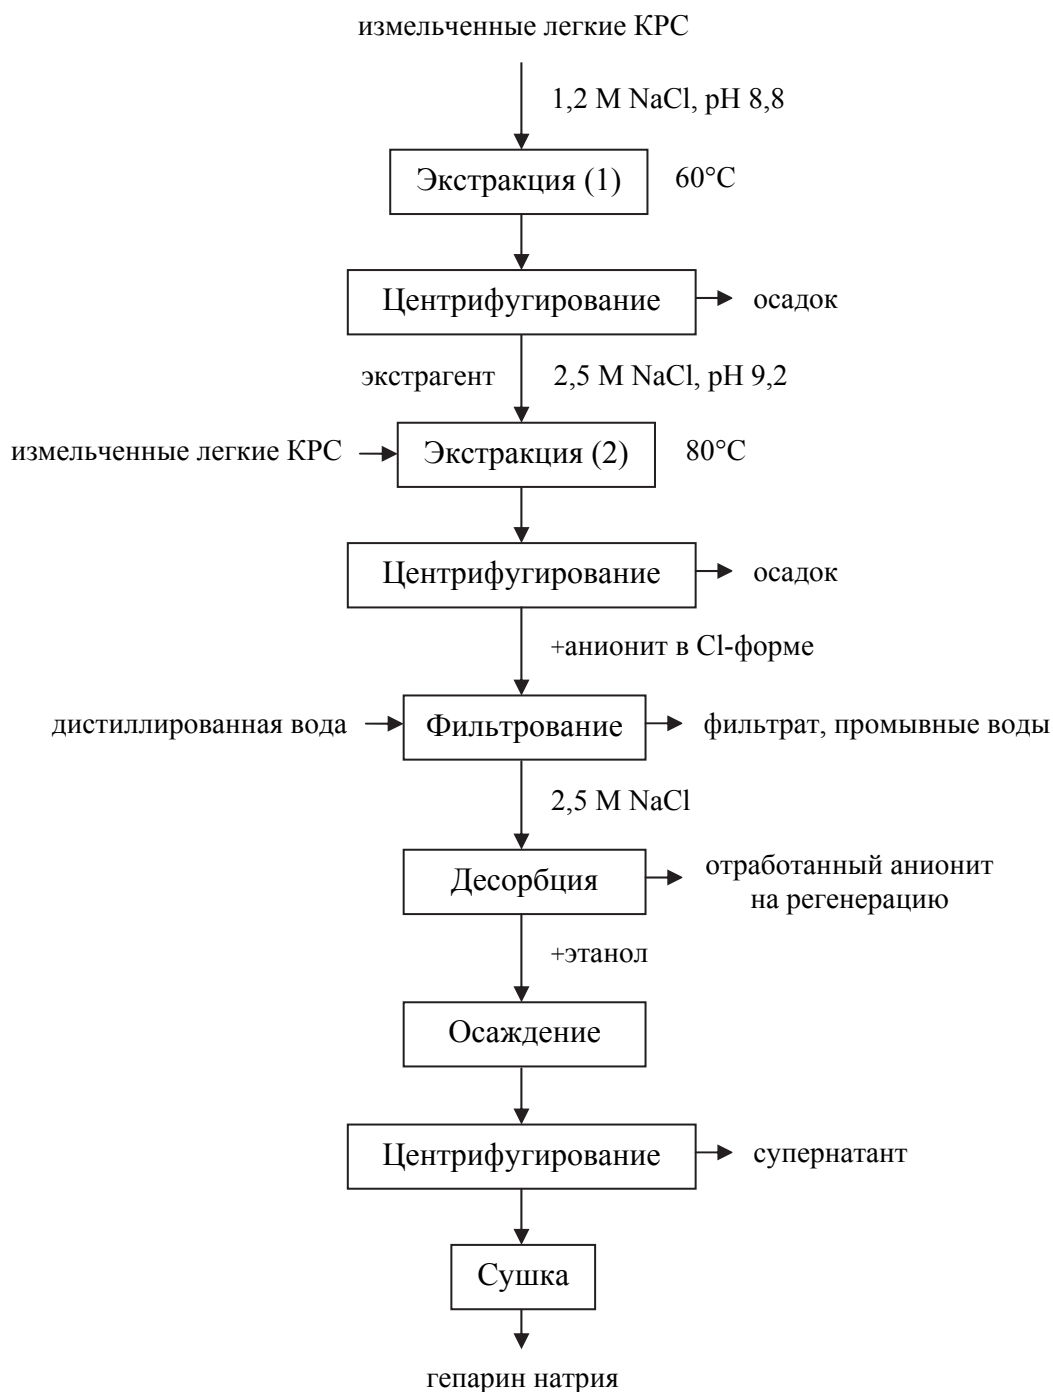 измельченные легкие КРС
1,2 М NaCl, pH 8,8
Экстракция (1)
60°С
Центрифугирование
осадок
экстрагент
2,5 М NaCl, pH 9,2
измельченные легкие КРС
Экстракция (2)
80°С
Центрифугирование
осадок
+анионит в Cl-форме
дистиллированная вода
Фильтрование
фильтрат, промывные воды
2,5 М NaCl
Десорбция
отработанный анионит
на регенерацию
+этанол
Осаждение
Центрифугирование
супернатант
Сушка
гепарин натрия